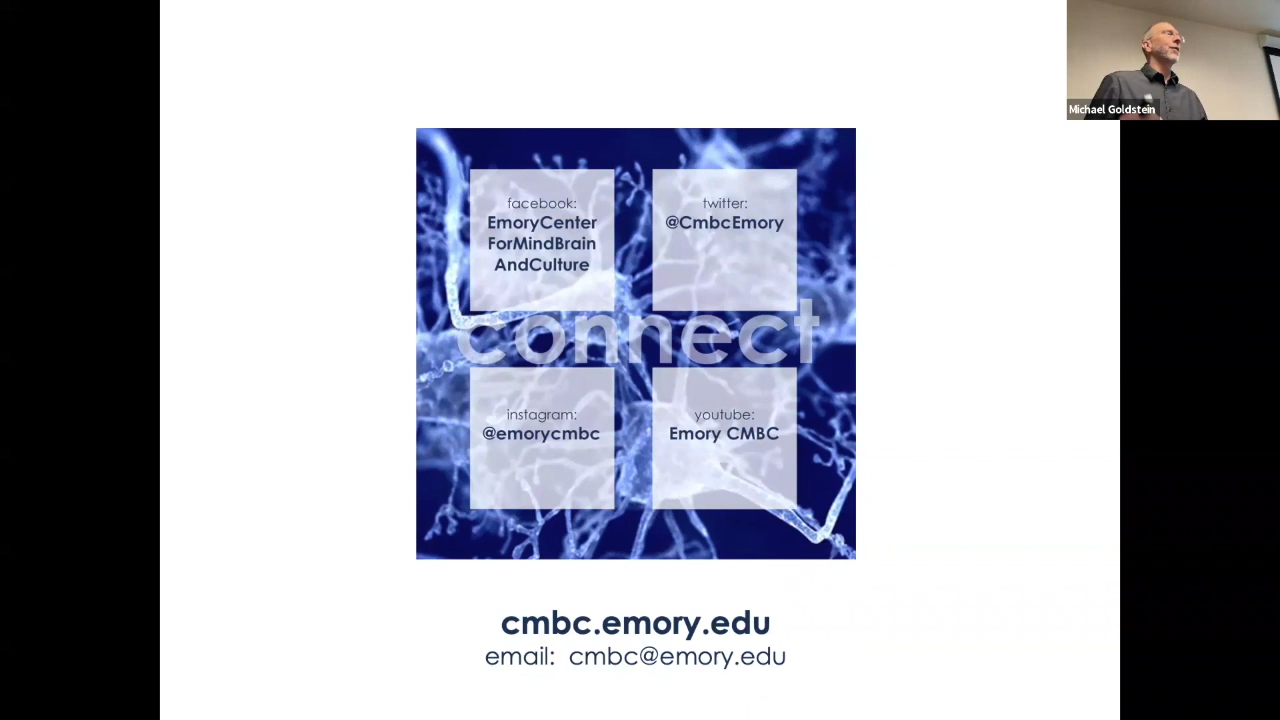 Michael Goldstein
facebook:
EmoryCenter
ForMindBrain
AndCulture
twitter:
@CmbcEmory
connect
instagram:
@emorycmbc
youtube:
Emory CMBC
cmbc.emory.edu
email: cmbc@emory.edu